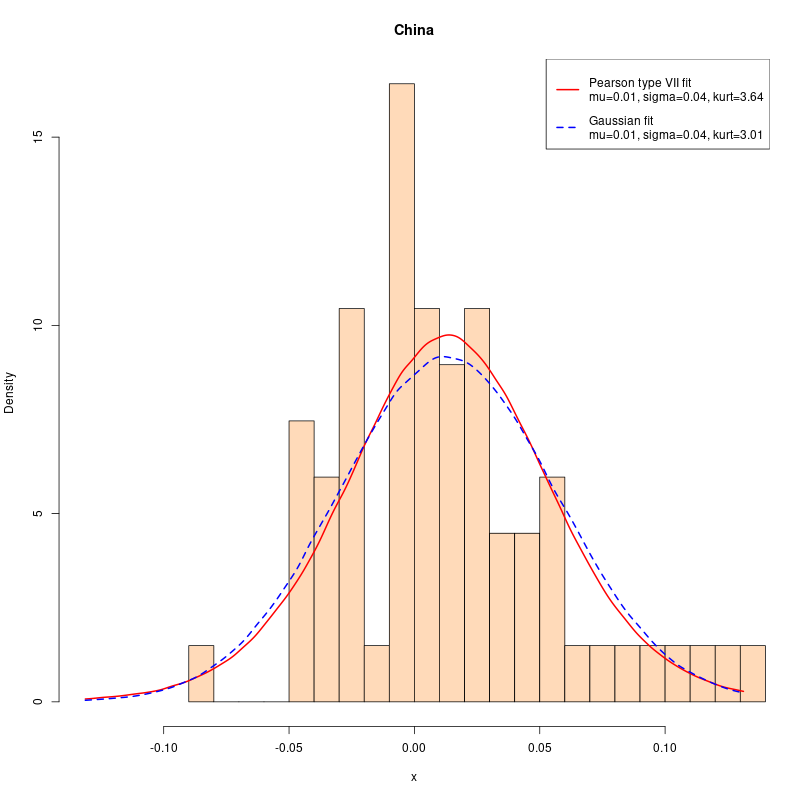 China
Pearson type VII fit
mu=0.01, sigma=0.04, kurt=3.64
Gaussian fit
mu=0.01, sigma=0.04, kurt=3.01
15
10
5
0
Density
-0.10
-0.05
0.00
0.05
0.10
x